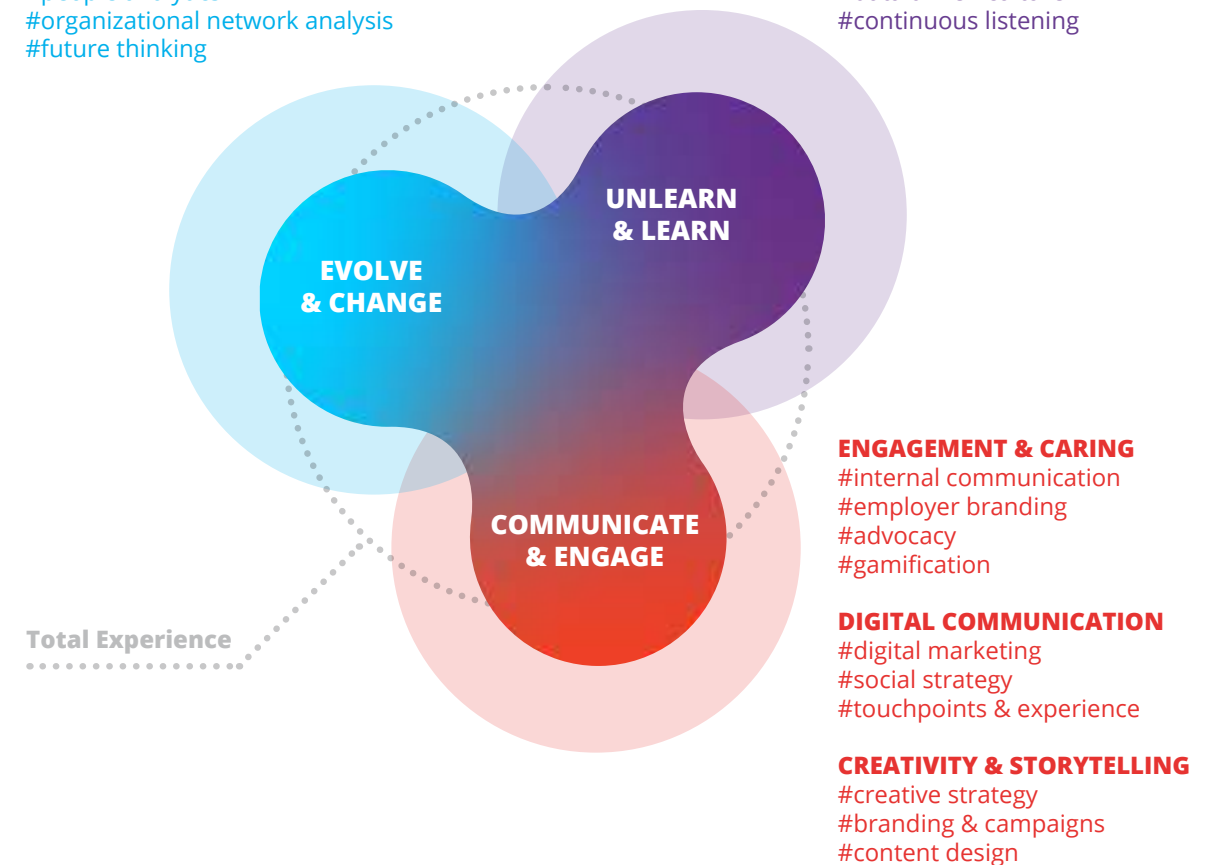 #organizational network analysis
#future thinking
#continuous listening
UNLEARN
& LEARN
EVOLVE
& CHANGE
COMMUNICATE
& ENGAGE
Total Experience
ENGAGEMENT & CARING
#internal communication
#employer branding
#advocacy
#gamification
DIGITAL COMMUNICATION
#digital marketing
#social strategy
#touchpoints & experience
CREATIVITY & STORYTELLING
#creative strategy
#branding & campaigns
#content design